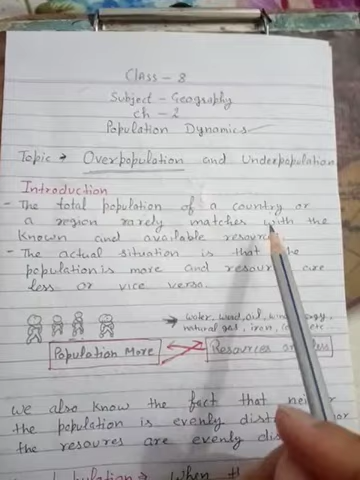 Class - 8
Subject - Geography
ch - 2
Population Dynamics
Topic → Overpopulation and Underpopulation
Introduction
- The total population of a country or
a region rarely matches with the
known and available
- The actual situation is that
population is more and are
less or vice versa.
→ water, wood, oil,
natural gas, iron,
Population More
Resources less
We also know the fact that
the population is evenly
the resoures are evenly
When